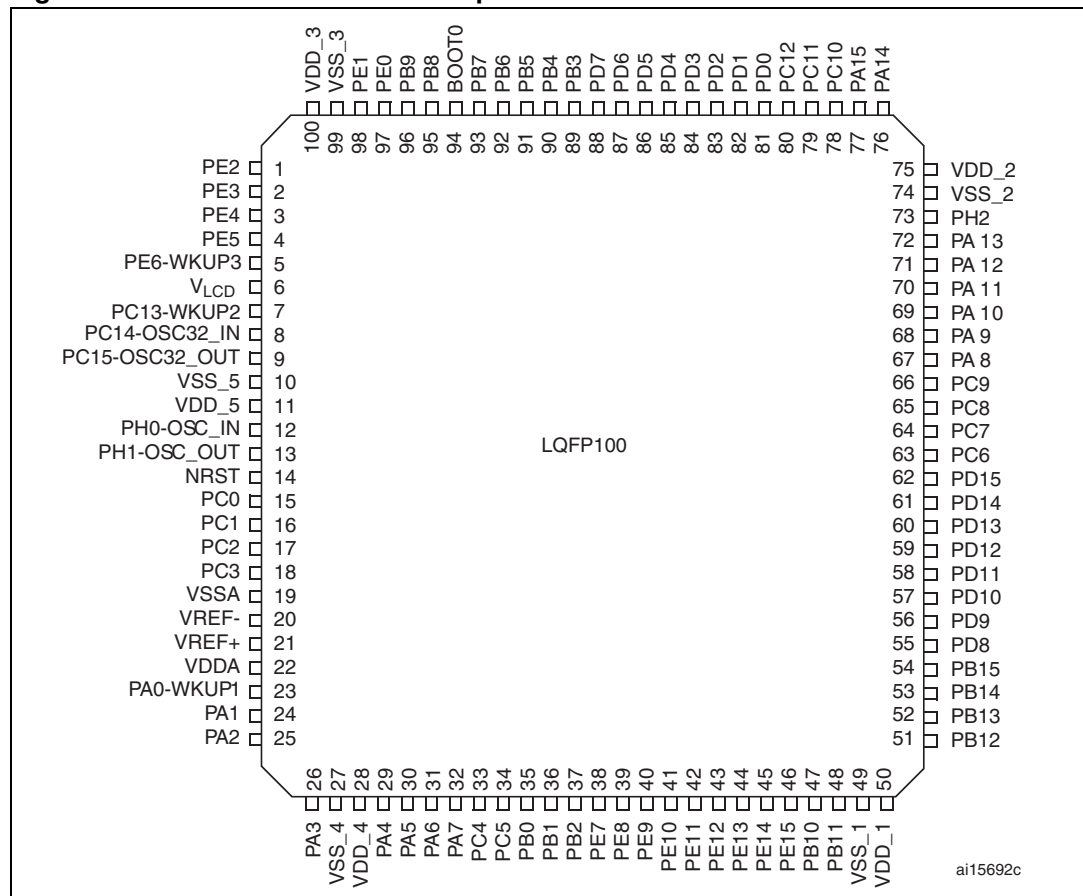 VDD_3 VSS_3 PE1 PE0 PB9 PB8 BOOT0 PB7 PB6 PB5 PB4 PB3 PD7 PD6 PD5 PD4 PD3 PD2 PD1 PD0 PC12 PC11 PC10 PA15 PA14
100 99 98 97 96 95 94 93 92 91 90 89 88 87 86 85 84 83 82 81 80 79 78 77 76
PE2 1
PE3 2
PE4 3
PE5 4
PE6-WKUP3 5
VLCD 6
PC13-WKUP2 7
PC14-OSC32_IN 8
PC15-OSC32_OUT 9
VSS_5 10
VDD_5 11
PH0-OSC_IN 12
PH1-OSC_OUT 13
NRST 14
PC0 15
PC1 16
PC2 17
PC3 18
VSSA 19
VREF- 20
VREF+ 21
VDDA 22
PA0-WKUP1 23
PA1 24
PA2 25
LQFP100
75 VDD_2
74 VSS_2
73 PH2
72 PA 13
71 PA 12
70 PA 11
69 PA 10
68 PA 9
67 PA 8
66 PC9
65 PC8
64 PC7
63 PC6
62 PD15
61 PD14
60 PD13
59 PD12
58 PD11
57 PD10
56 PD9
55 PD8
54 PB15
53 PB14
52 PB13
51 PB12
26 27 28 29 30 31 32 33 34 35 36 37 38 39 40 41 42 43 44 45 46 47 48 49 50
PA3 VSS_4 VDD_4 PA4 PA5 PA6 PA7 PC4 PC5 PB0 PB1 PB2 PE7 PE8 PE9 PE10 PE11 PE12 PE13 PE14 PE15 PB10 PB11 VSS_1 VDD_1
ai15692c